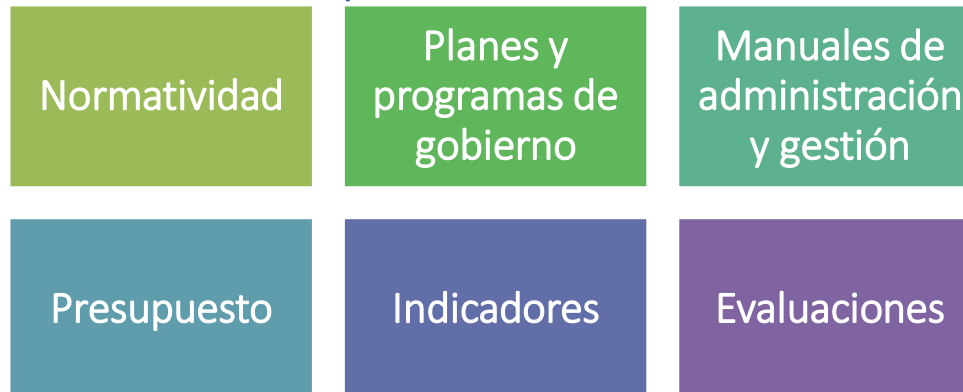 Normatividad
Planes y
programas de
gobierno
Manuales de
administración
y gestión
Presupuesto
Indicadores
Evaluaciones